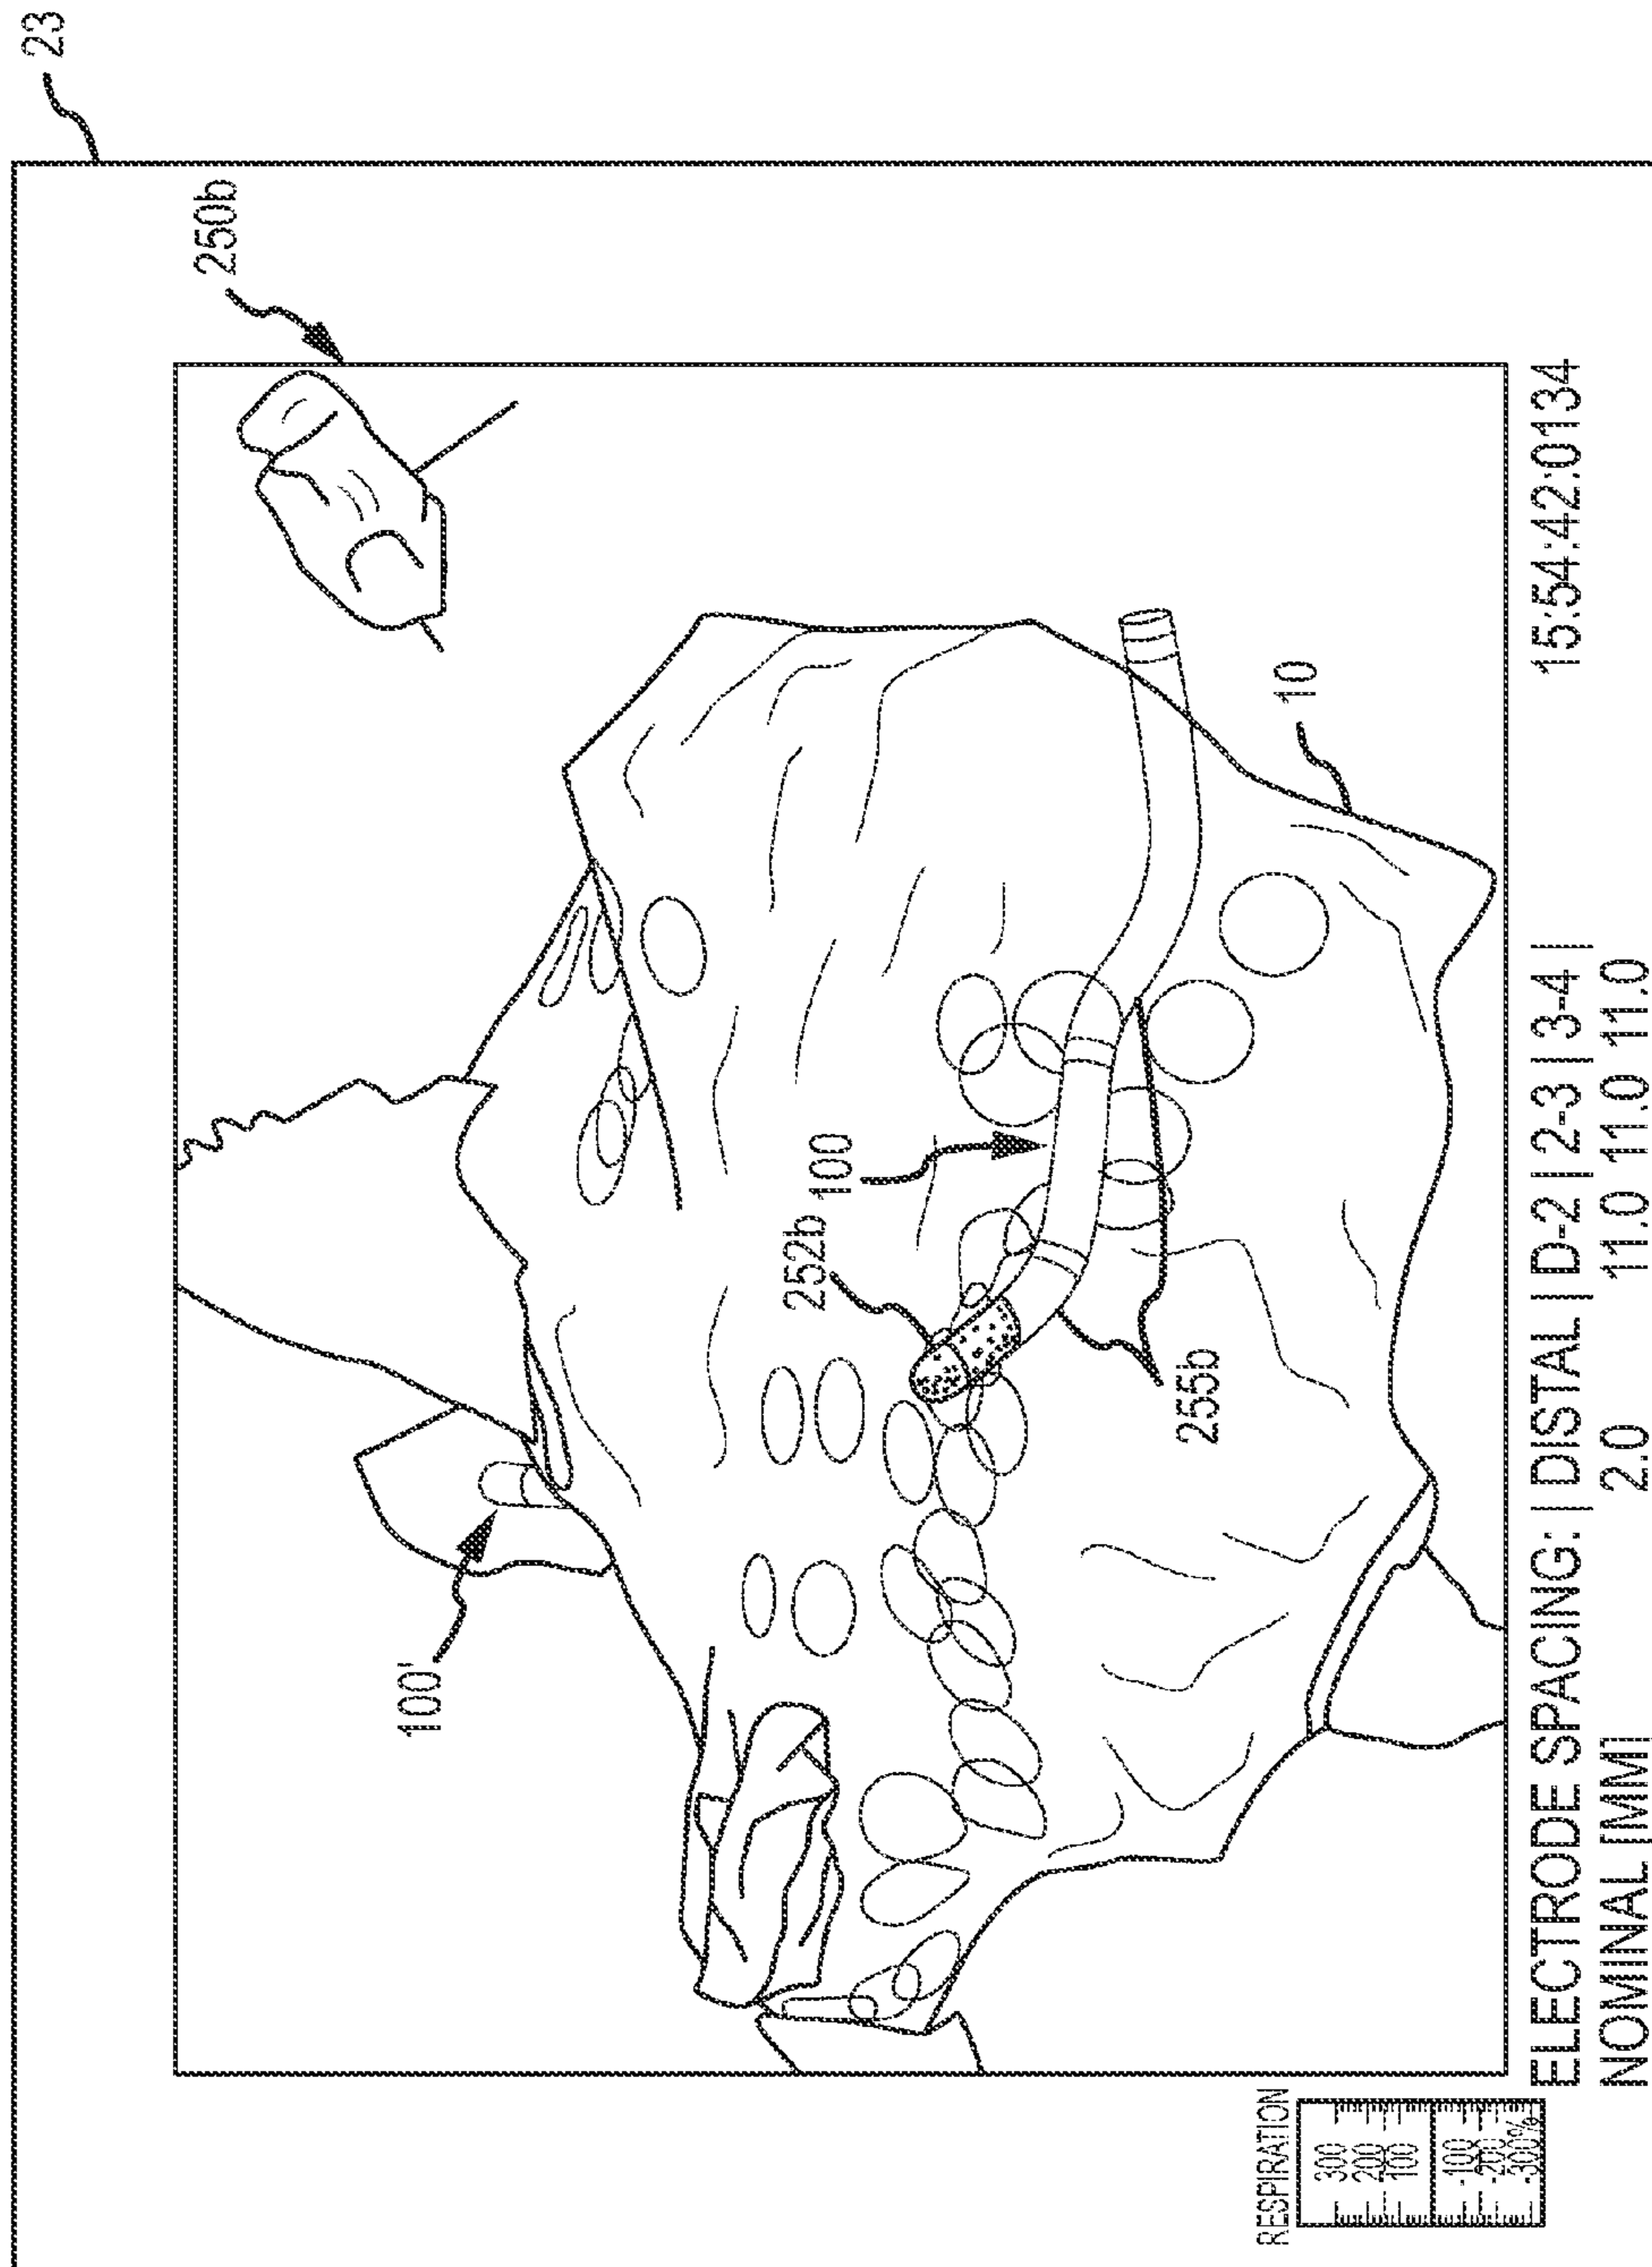 23
250b
100'
252b
100
255b
10
RESPIRATION
300
200
100
-100
-200
-300%
15:54:42:0134
ELECTRODE SPACING: | DISTAL | D-2 | 2-3 | 3-4 |
NOMINAL [MM] 2.0 11.0 11.0 11.0